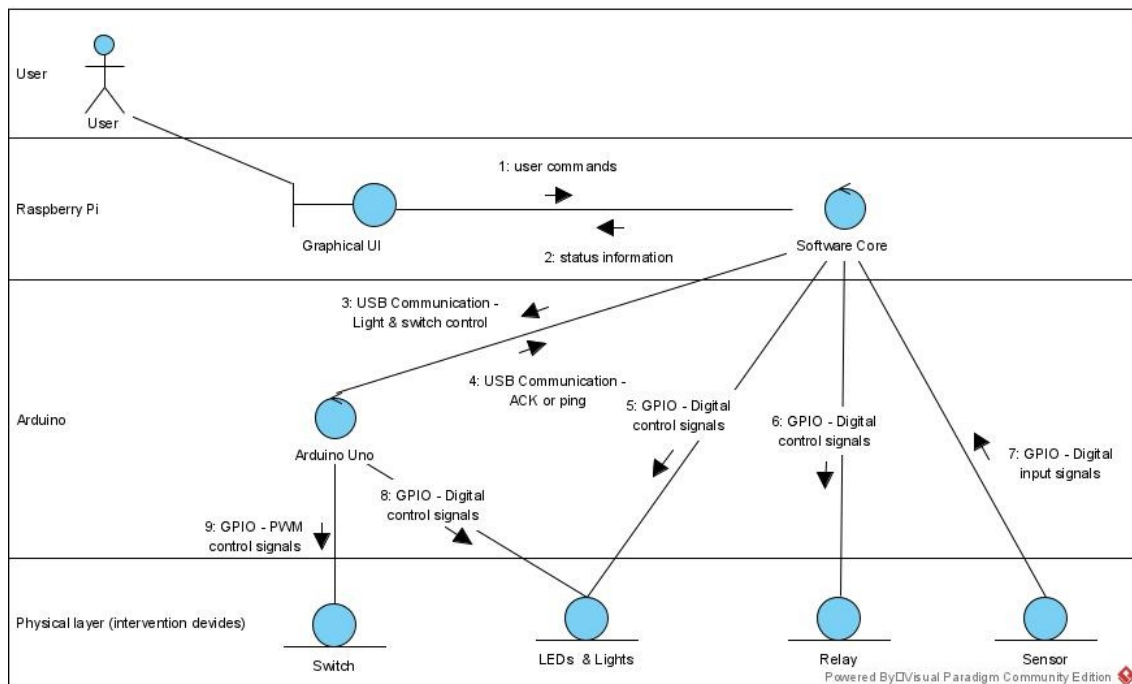 User
User
1: user commands
Raspberry Pi
Graphical UI
Software Core
2: status information
3: USB Communication -
Light & switch control
4: USB Communication -
ACK or ping
Arduino
Arduino Uno
5: GPIO - Digital
control signals
6: GPIO - Digital
control signals
7: GPIO - Digital
input signals
8: GPIO - Digital
control signals
9: GPIO - PWM
control signals
Physical layer (intervention devides)
Switch
LEDs & Lights
Relay
Sensor
Powered By□Visual Paradigm Community Edition